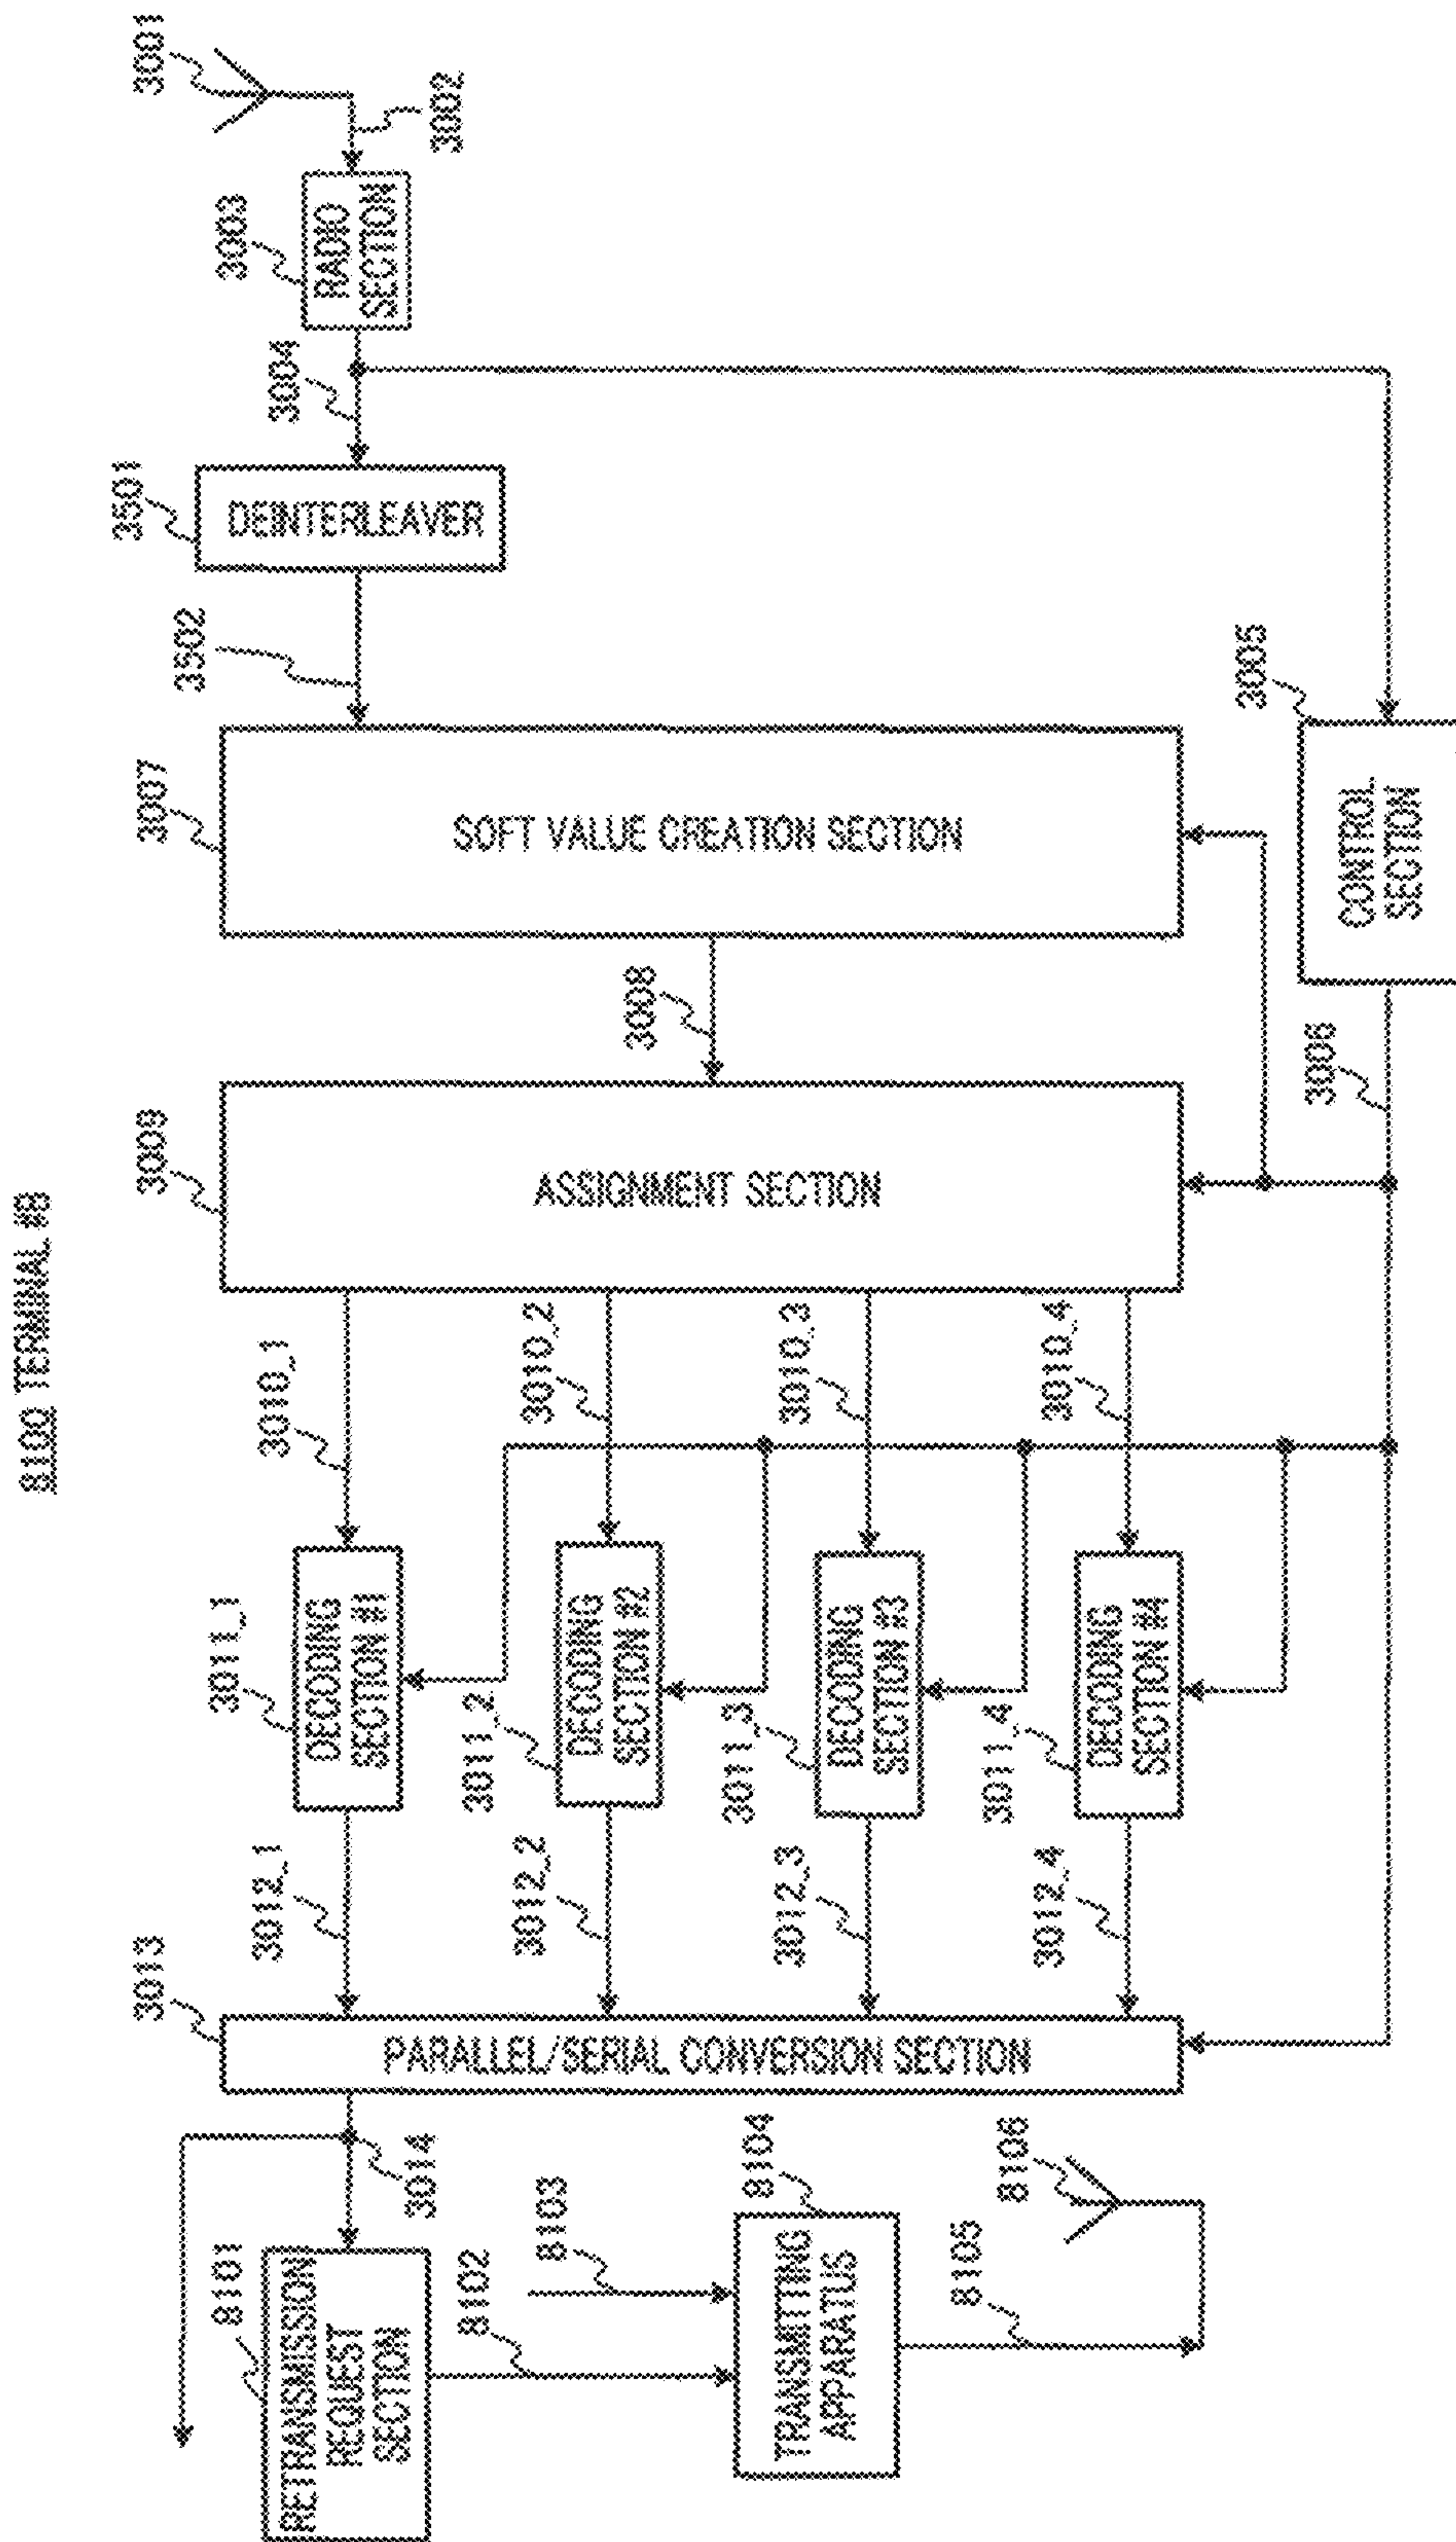 8100 TERMINAL #B
3001
3002
3003
RADIO
SECTION
3004
3501
DEINTERLEAVER
3502
3007
SOFT VALUE CREATION SECTION
3005
CONTROL
SECTION
3006
3008
3009
ASSIGNMENT SECTION
3010_1
3010_2
3010_3
3010_4
3011_1
DECODING
SECTION #1
3011_2
DECODING
SECTION #2
3011_3
DECODING
SECTION #3
3011_4
DECODING
SECTION #4
3012_1
3012_2
3012_3
3012_4
3013
PARALLEL/SERIAL CONVERSION SECTION
3014
8101
RETRANSMISSION
REQUEST
SECTION
8102
8103
8104
TRANSMITTING
APPARATUS
8105
8106